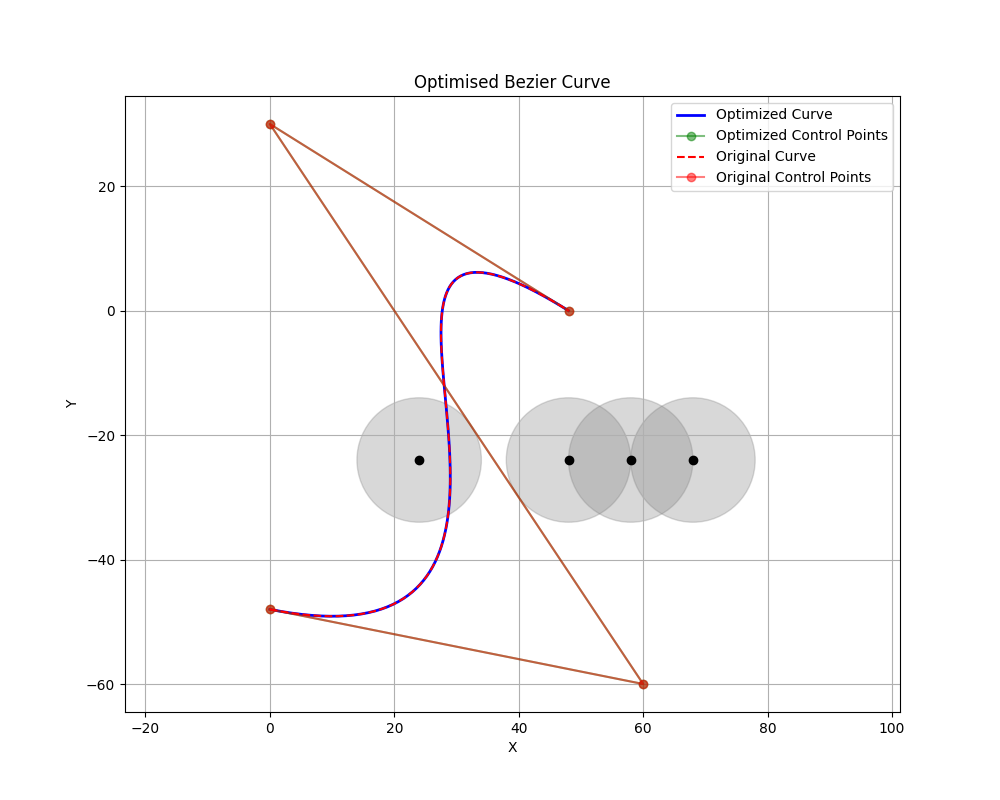 Optimised Bezier Curve
Optimized Curve
Optimized Control Points
Original Curve
Original Control Points
20
0
−20
−40
−60
Y
−20
0
20
40
60
80
100
X